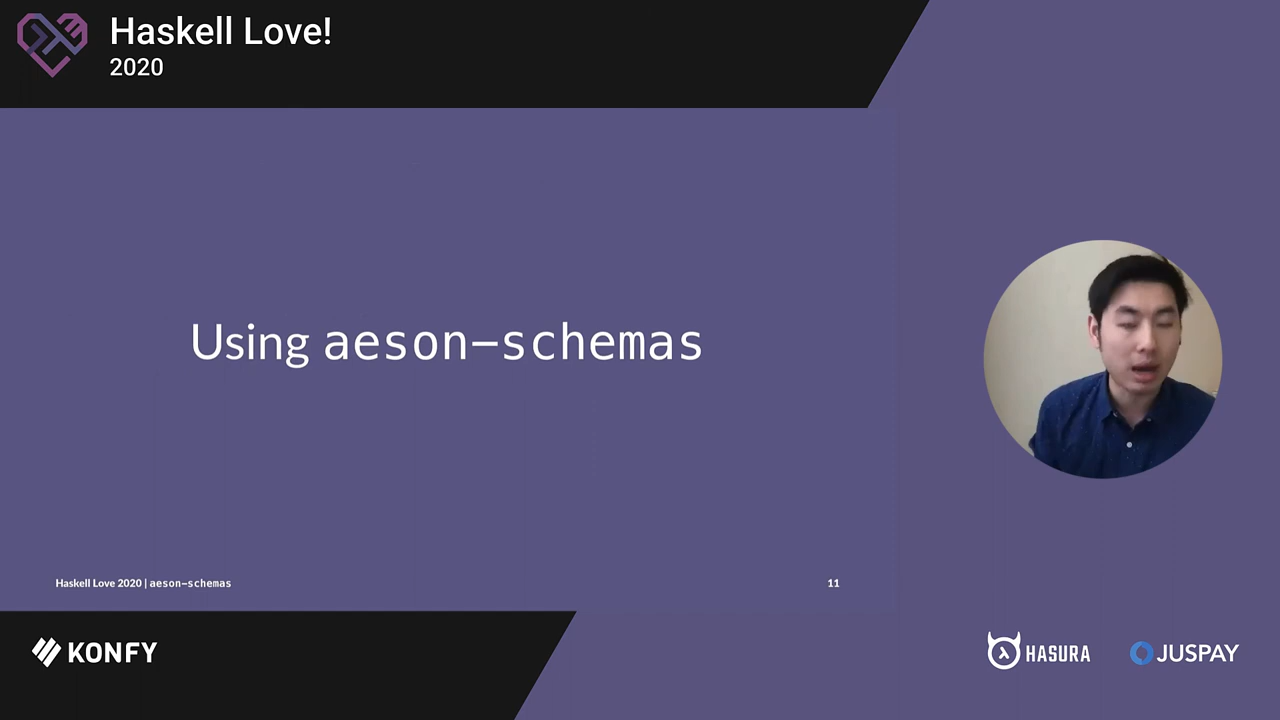 Haskell Love!
2020
Using aeson-schemas
Haskell Love 2020 | aeson-schemas
11
KONFY
HASURA
JUSPAY